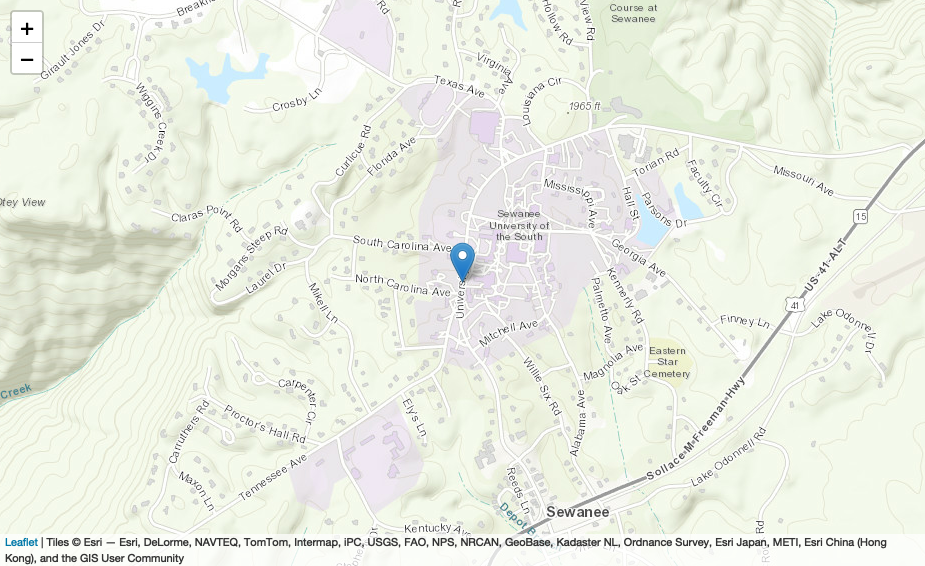 +
−
Girault Jones Dr
Hollow Rd
View Rd
Course at
Sewanee
Virginia Ave
Texas Ave
Louisiana Cir
1965 ft
Crosby Ln
Wiggins Creek Dr
Curlicue Rd
Florida Ave
Torian Rd
Faculty Cir
Missouri Ave
Mississippi Ave
Hall St
Parsons Dr
Otey View
Claras Point Rd
Morgans Steep Rd
Laurel Dr
South Carolina Ave
North Carolina Ave
Sewanee
University of
the South
15
US-41-ALT
41
Georgia Ave
Kennerly Rd
Palmetto Ave
Finney Ln
Lake Odonnell Dr
Mikell Ln
Mitchell Ave
Creek
Carpenter Cir
Proctor's Hall Rd
Carruthers Rd
Ely's Ln
Willie Six Rd
Magnolia Ave
Oak St
Eastern
Star
Cemetery
Alabama Ave
Sollace-M-Freeman-Hwy
Lake Odonnell Rd
Maxon Ln
Tennessee Ave
Reeds Ln
Sewanee
Depot
Kentucky Ave
Rd
Leaflet | Tiles © Esri — Esri, DeLorme, NAVTEQ, TomTom, Intermap, iPC, USGS, FAO, NPS, NRCAN, GeoBase, Kadaster NL, Ordnance Survey, Esri Japan, METI, Esri China (Hong
Kong), and the GIS User Community